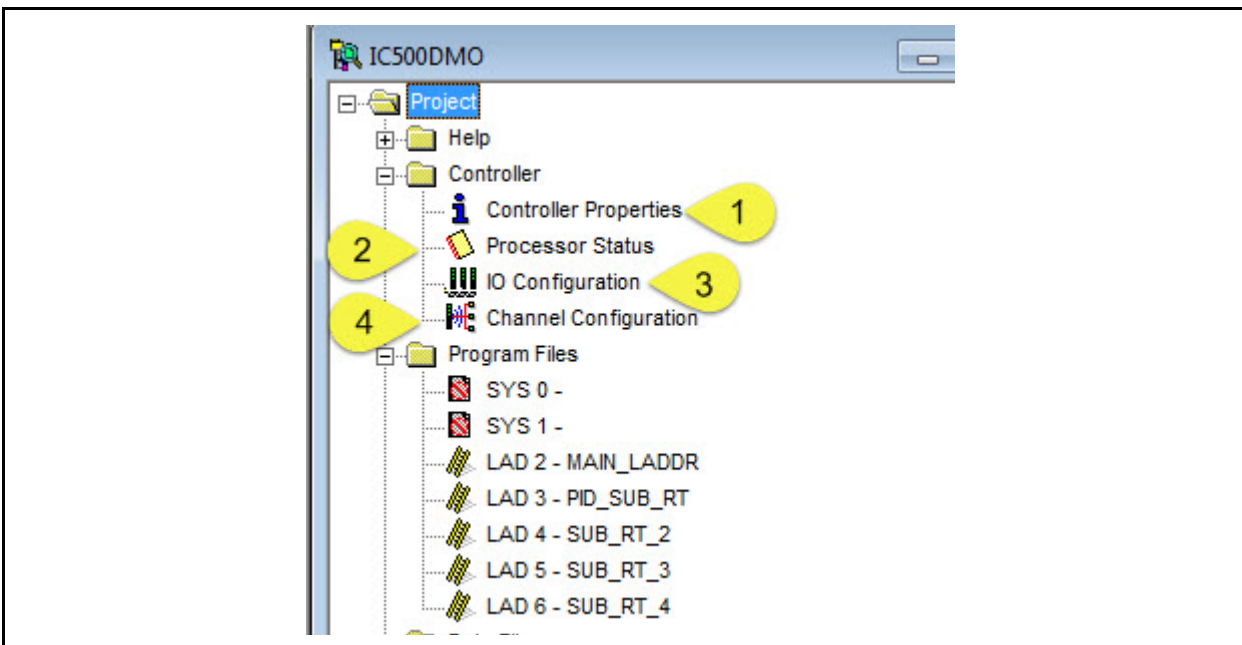 IC500DMO
Project
Help
Controller
Controller Properties 1
2 Processor Status
IO Configuration 3
4 Channel Configuration
Program Files
SYS 0 -
SYS 1 -
LAD 2 - MAIN_LADDR
LAD 3 - PID_SUB_RT
LAD 4 - SUB_RT_2
LAD 5 - SUB_RT_3
LAD 6 - SUB_RT_4